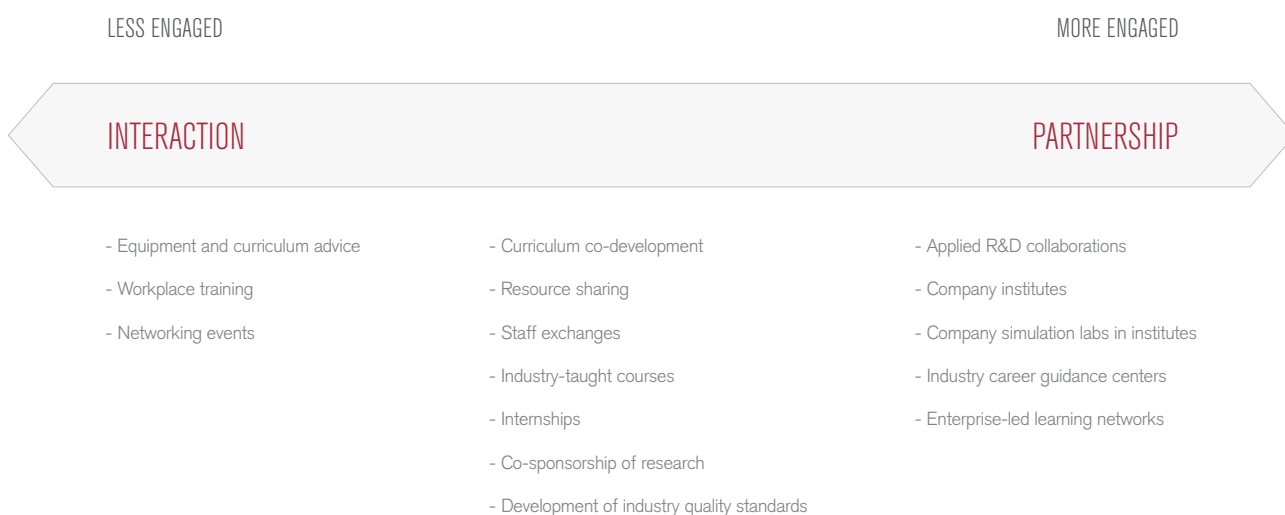 LESS ENGAGED
MORE ENGAGED
INTERACTION
PARTNERSHIP
- Equipment and curriculum advice
- Workplace training
- Networking events
- Curriculum co-development
- Resource sharing
- Staff exchanges
- Industry-taught courses
- Internships
- Co-sponsorship of research
- Development of industry quality standards
- Applied R&D collaborations
- Company institutes
- Company simulation labs in institutes
- Industry career guidance centers
- Enterprise-led learning networks